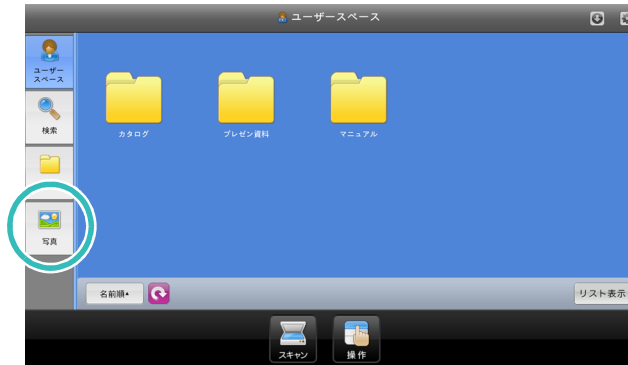 ユーザースペース
ユーザー
スペース
検索
写真
カタログ
プレゼン資料
マニュアル
名前順▲
リスト表示
スキャン
操作